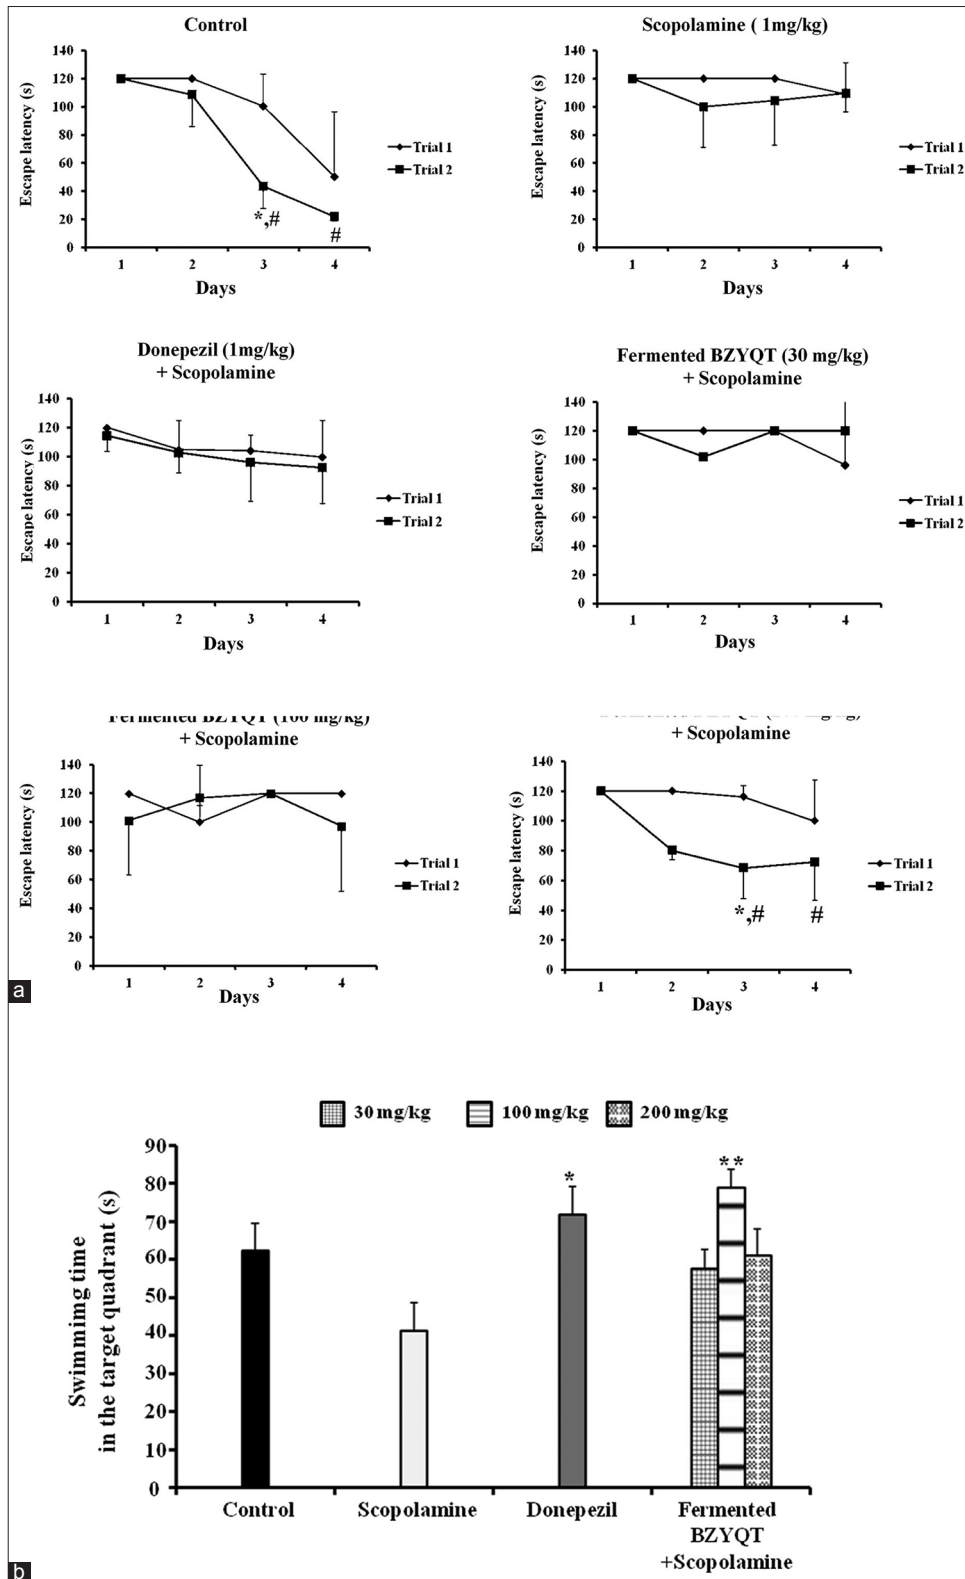 Control
140
120
100
80
60
40
20
0
Escape latency (s)
Trial 1
Trial 2
*,#
#
1 2 3 4
Days
Scopolamine ( 1mg/kg)
140
120
100
80
60
40
20
0
Escape latency (s)
Trial 1
Trial 2
1 2 3 4
Days
Donepezil (1mg/kg)
+ Scopolamine
140
120
100
80
60
40
20
0
Escape latency (s)
Trial 1
Trial 2
1 2 3 4
Days
Fermented BZYQT (30 mg/kg)
+ Scopolamine
140
120
100
80
60
40
20
0
Escape latency (s)
Trial 1
Trial 2
1 2 3 4
Days
Fermented BZYQT (100 mg/kg)
+ Scopolamine
140
120
100
80
60
40
20
0
Escape latency (s)
Trial 1
Trial 2
1 2 3 4
Days
+ Scopolamine
140
120
100
80
60
40
20
0
Escape latency (s)
Trial 1
Trial 2
*,#
#
1 2 3 4
Days
a
30 mg/kg 100 mg/kg 200 mg/kg
90
80
70
60
50
40
30
20
10
0
Swimming time
in the target quadrant (s)
*
**
Control Scopolamine Donepezil Fermented
BZYQT
+Scopolamine
b